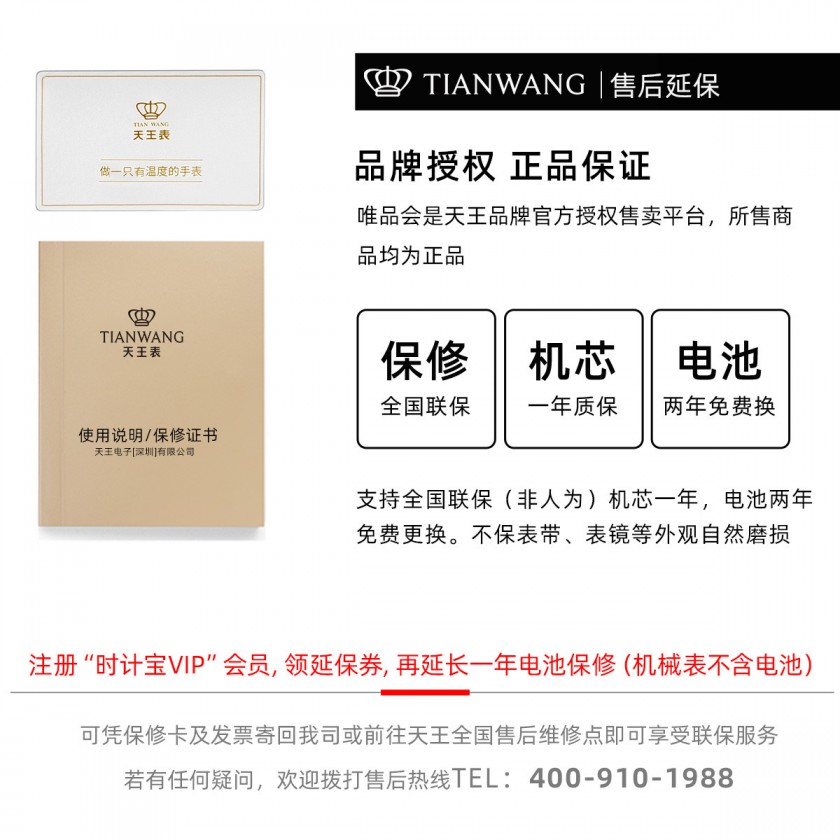 TIAN WANG
天王表
做一只有温度的手表
TIANWANG
天王表
使用说明/保修证书
天王电子[深圳]有限公司
TIANWANG |售后延保
品牌授权 正品保证
唯品会是天王品牌官方授权售卖平台，所售商
品均为正品
保修
全国联保
机芯
一年质保
电池
两年免费换
支持全国联保（非人为）机芯一年，电池两年
免费更换。不保表带、表镜等外观自然磨损
注册“时计宝VIP”会员, 领延保券, 再延长一年电池保修 (机械表不含电池)
可凭保修卡及发票寄回我司或前往天王全国售后维修点即可享受联保服务
若有任何疑问，欢迎拨打售后热线TEL：400-910-1988